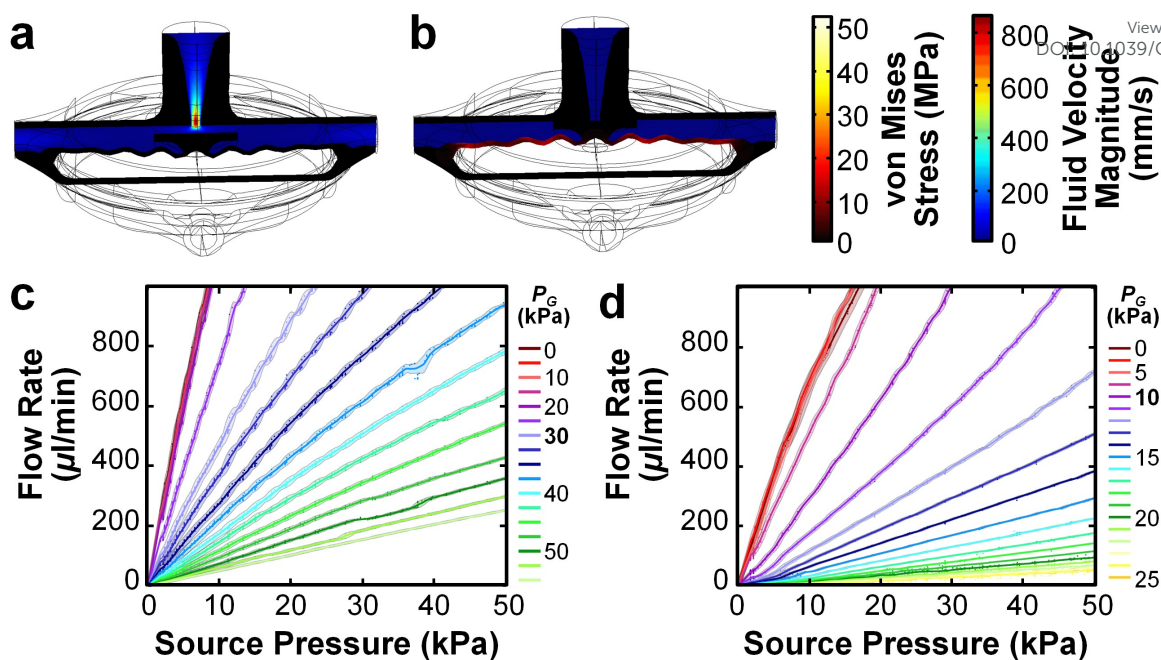 a
b
von Mises
Stress (MPa)
50
40
30
20
10
0
Fluid Velocity
Magnitude
(mm/s)
800
600
400
200
0
View
c
Flow Rate
(µl/min)
800
600
400
200
0
0 10 20 30 40 50
Source Pressure (kPa)
P_G
(kPa)
0
10
20
30
40
50
d
Flow Rate
(µl/min)
800
600
400
200
0
0 10 20 30 40 50
Source Pressure (kPa)
P_G
(kPa)
0
5
10
15
20
25